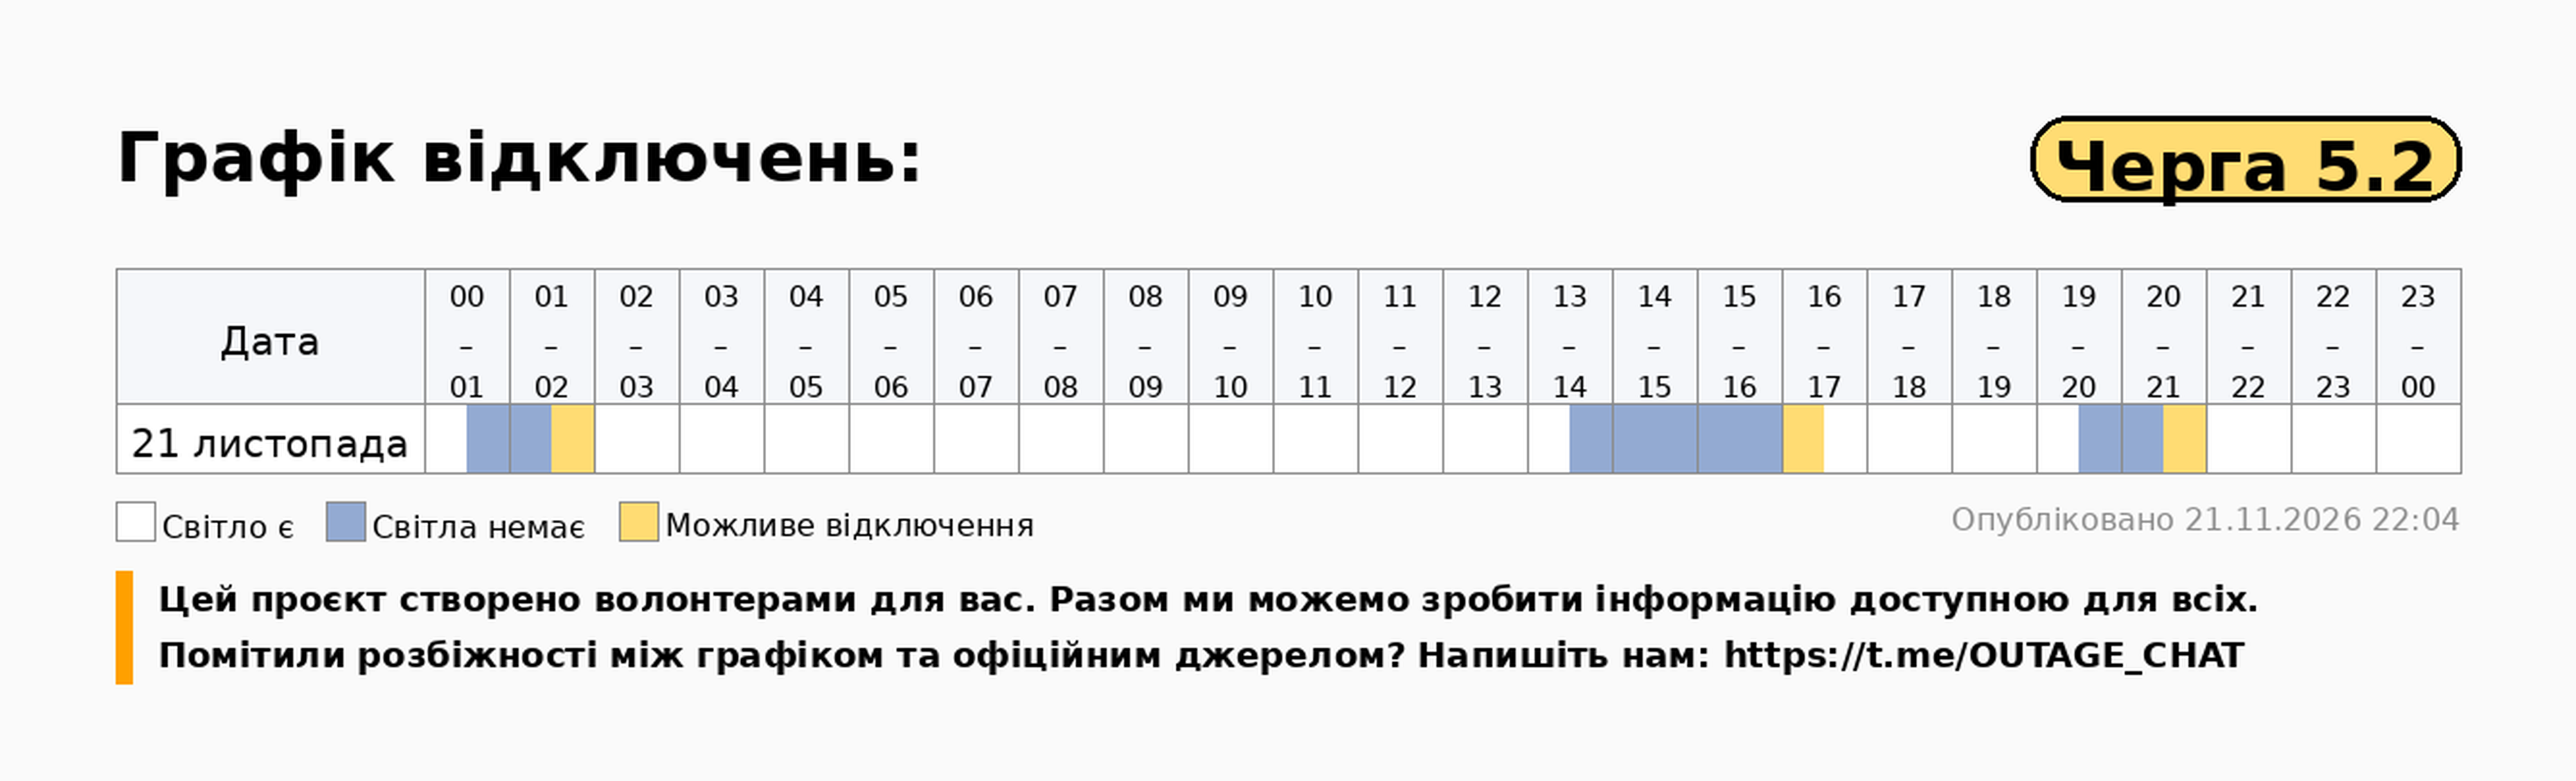 Графік відключень:
Черга 5.2
Дата
00 – 01
01 – 02
02 – 03
03 – 04
04 – 05
05 – 06
06 – 07
07 – 08
08 – 09
09 – 10
10 – 11
11 – 12
12 – 13
13 – 14
14 – 15
15 – 16
16 – 17
17 – 18
18 – 19
19 – 20
20 – 21
21 – 22
22 – 23
23 – 00
21 листопада
Світло є
Світла немає
Можливе відключення
Опубліковано 21.11.2026 22:04
Цей проєкт створено волонтерами для вас. Разом ми можемо зробити інформацію доступною для всіх.
Помітили розбіжності між графіком та офіційним джерелом? Напишіть нам: https://t.me/OUTAGE_CHAT